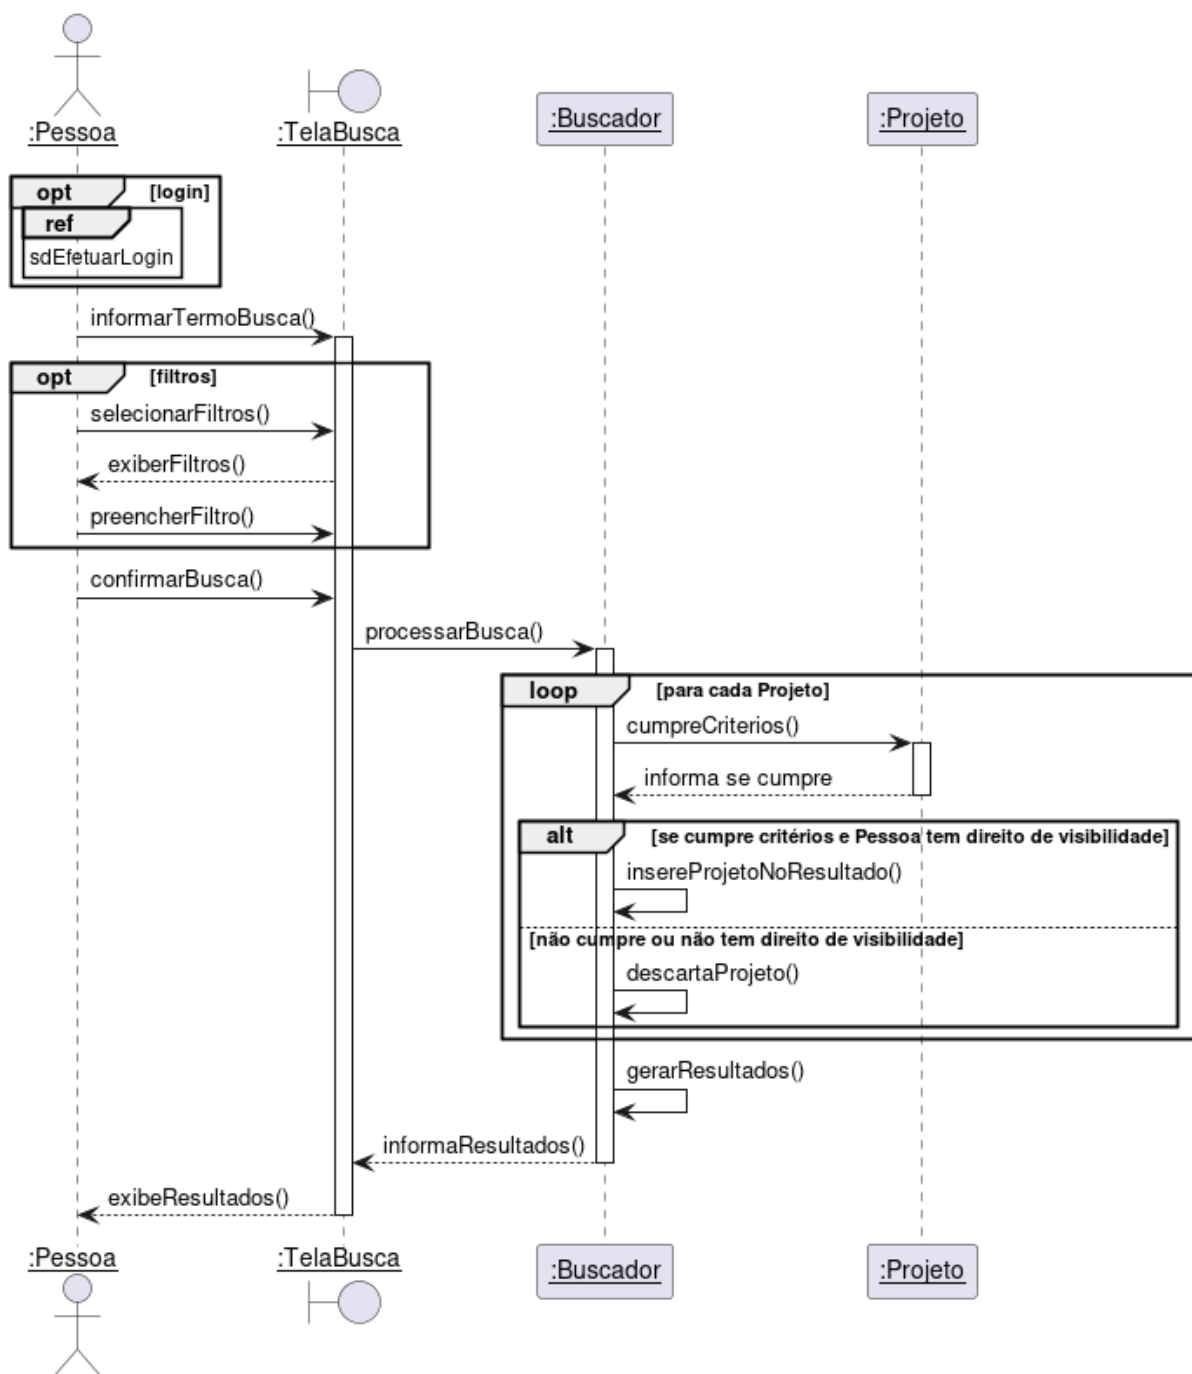 :Pessoa
:TelaBusca
:Buscador
:Projeto
opt
[login]
ref
sdEfetuarLogin
informarTermoBusca()
opt
[filtros]
selecionarFiltros()
exiberFiltros()
preencherFiltro()
confirmarBusca()
processarBusca()
loop
[para cada Projeto]
cumpreCriterios()
informa se cumpre
alt
[se cumpre critérios e Pessoa tem direito de visibilidade]
insereProjetoNoResultado()
[não cumpre ou não tem direito de visibilidade]
descartaProjeto()
gerarResultados()
informaResultados()
exibeResultados()
:Pessoa
:TelaBusca
:Buscador
:Projeto